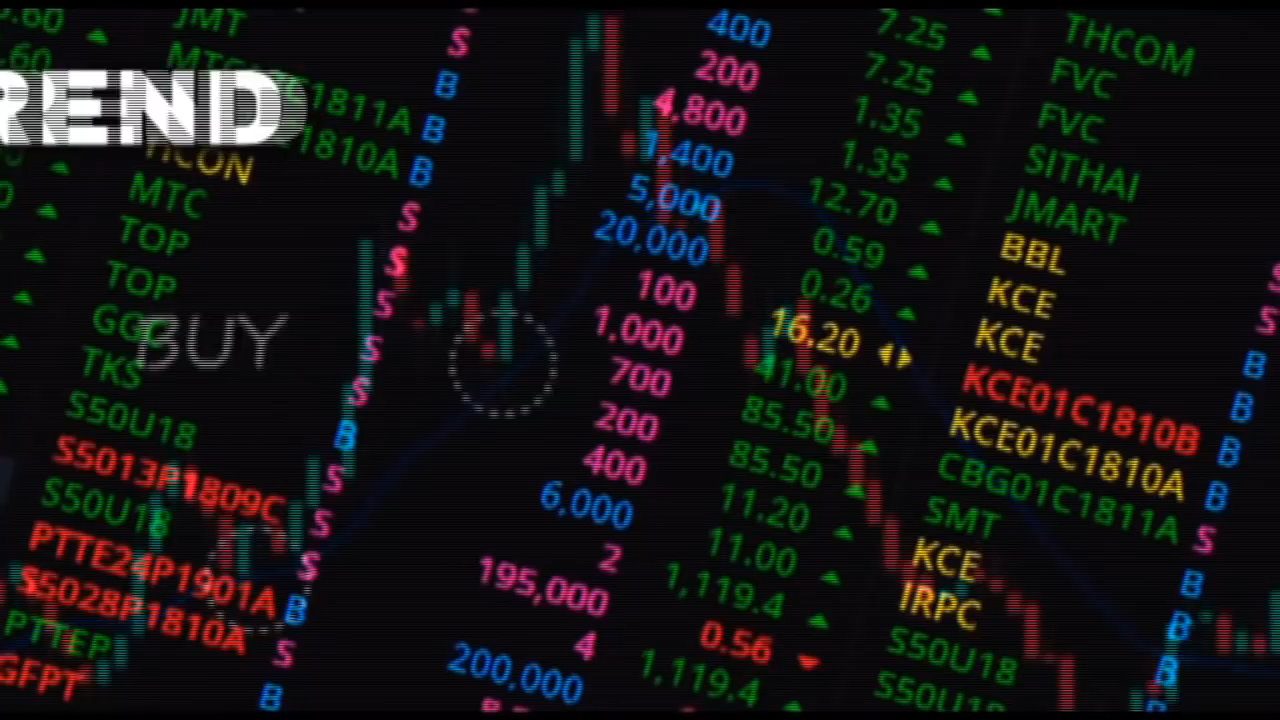 JMT
S
400
7.25
THCOM
B
200
7.25
FVC
REND
B
4,800
1.35
FVC
HCON
B
1,400
1.35
SITHAI
MTC
S
5,000
12.70
JMART
TOP
S
20,000
0.59
BBL
TOP
S
100
0.26
KCE
GGC
BUY
S
1,000
16.20
KCE
TKS
S
700
41.00
KCE01C1810B
S50U18
B
200
85.50
KCE01C1810A
S5013P1809C
S
400
85.50
CBG01C1811A
S50U18
S
6,000
11.20
SMT
PTTE24P1901A
S
2
11.00
KCE
S5028P1810A
B
195,000
1,119.4
IRPC
PTTEP
S
4
0.56
S50U18
GFPT
B
200,000
1,119.4
S50U18
S
B
B
B
B
S
B
B
B